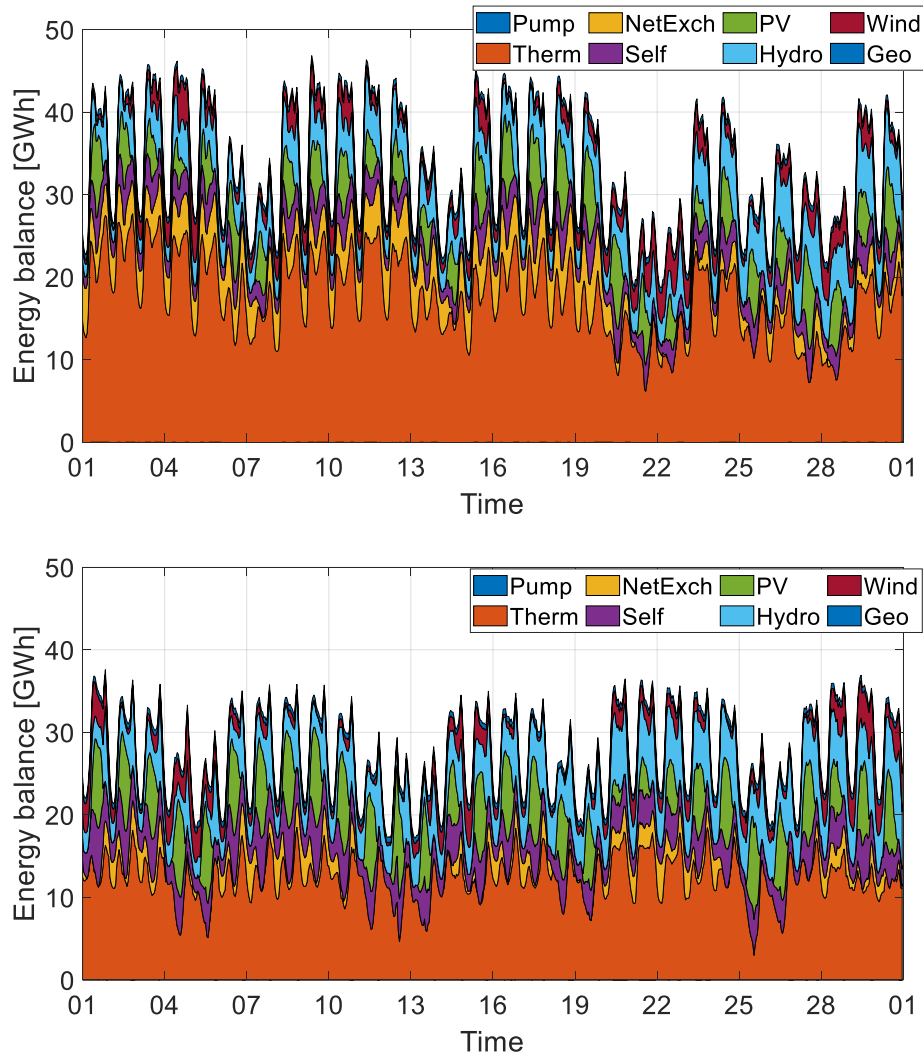 50
40
30
20
10
0
Energy balance [GWh]
Pump NetExch PV Wind
Therm Self Hydro Geo
01 04 07 10 13 16 19 22 25 28 01
Time
50
40
30
20
10
0
Energy balance [GWh]
Pump NetExch PV Wind
Therm Self Hydro Geo
01 04 07 10 13 16 19 22 25 28 01
Time